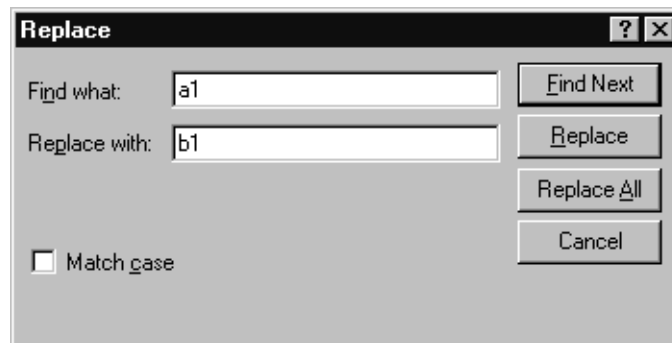 Replace
Find what: a1
Find Next
Replace with: b1
Replace
Replace All
Cancel
Match case